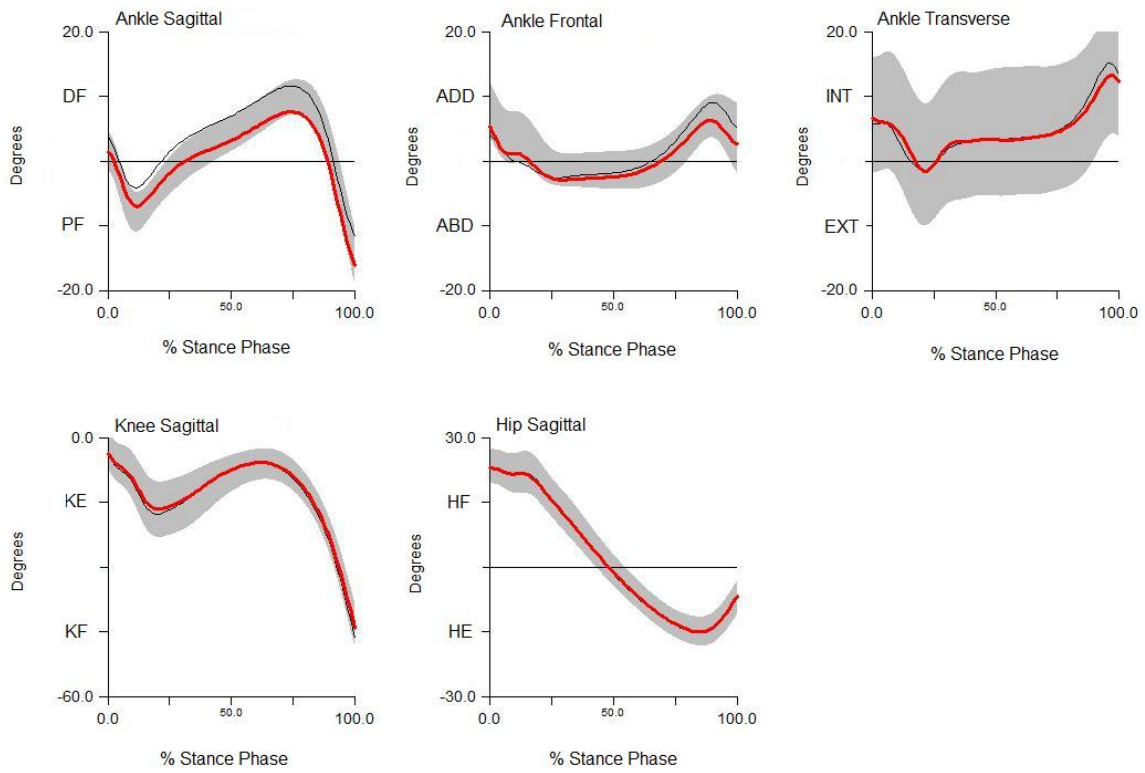 Ankle Sagittal
20.0
DF
Degrees
PF
-20.0
0.0
50.0
100.0
% Stance Phase
Ankle Frontal
20.0
ADD
Degrees
ABD
-20.0
0.0
50.0
100.0
% Stance Phase
Ankle Transverse
20.0
INT
Degrees
EXT
-20.0
0.0
50.0
100.0
% Stance Phase
Knee Sagittal
0.0
KE
Degrees
KF
-60.0
0.0
50.0
100.0
% Stance Phase
Hip Sagittal
30.0
HF
Degrees
HE
-30.0
0.0
50.0
100.0
% Stance Phase